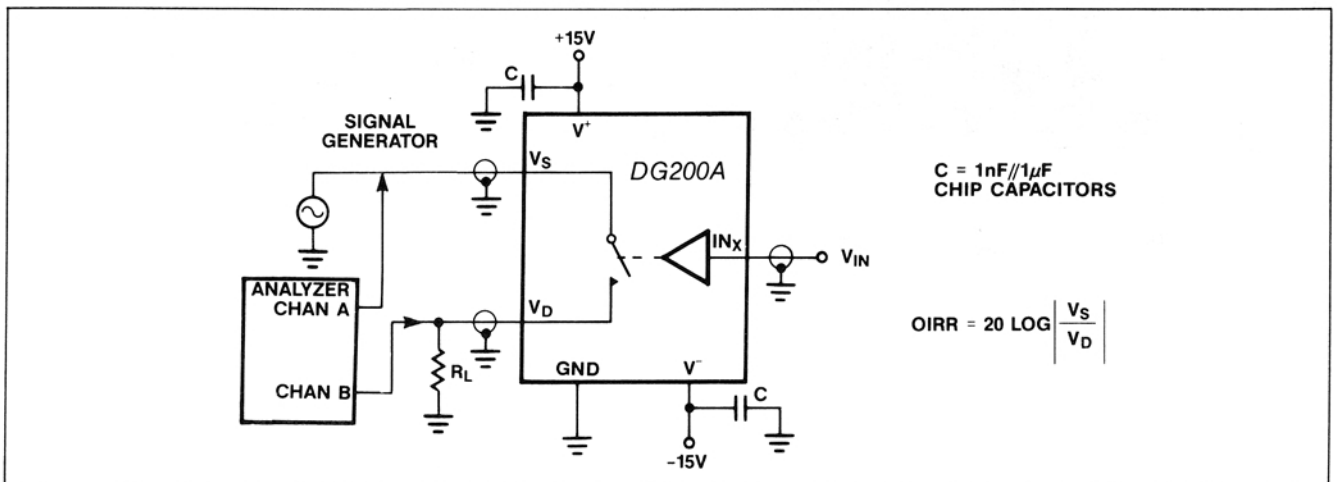 +15V
C
SIGNAL
GENERATOR
V+
VS
DG200A
C = 1nF//1µF
CHIP CAPACITORS
INX
VIN
ANALYZER
CHAN A
VD
OIRR = 20 LOG |VS/VD|
RL
GND
V−
CHAN B
C
−15V